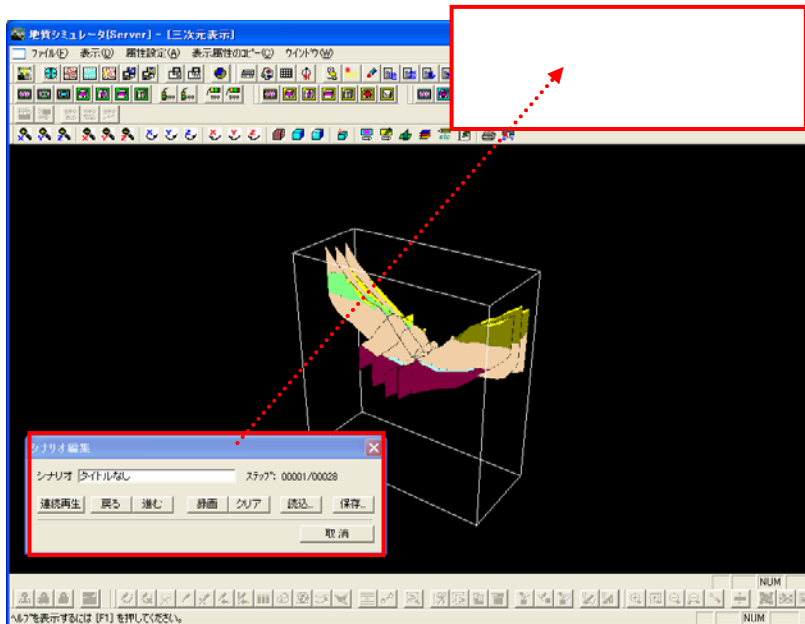 地質シミュレータ[Server] - [三次元表示]
ファイル(F) 表示(D) 属性設定(A) 表示属性のコピー(C) ウインドウ(W)
シナリオ編集
シナリオ タイトルなし ステップ: 00001/00028
連続再生 戻る 進む 静画 クリア 読込... 保存...
取消
NUM
ヘルプを表示するには [F1] を押してください。 NUM